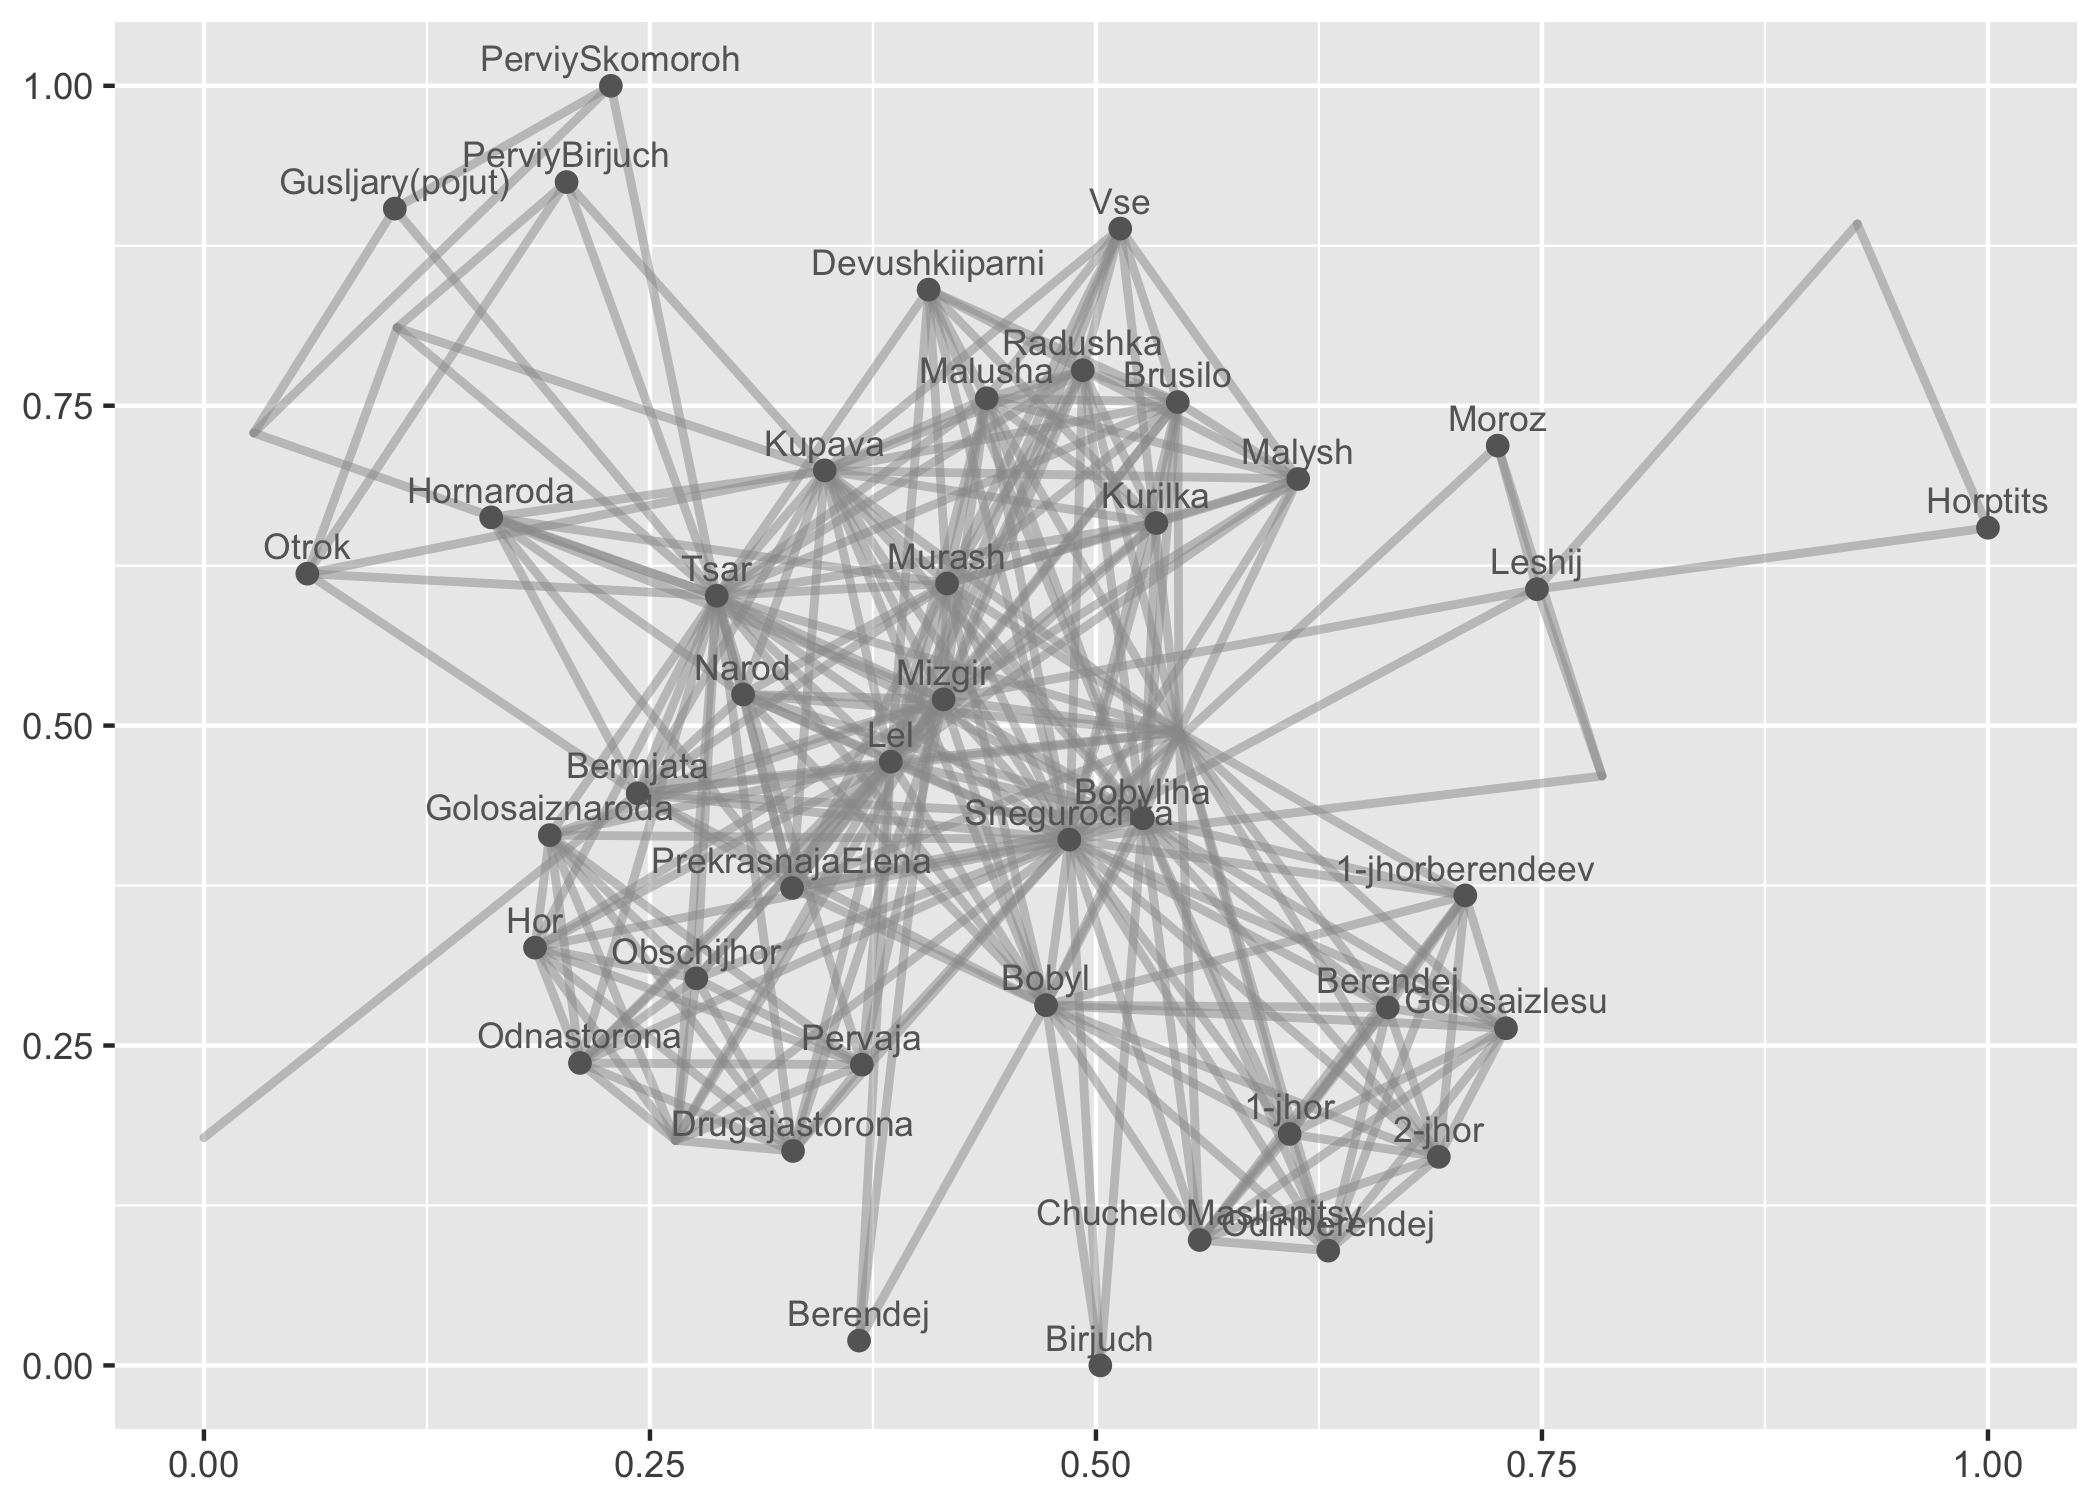 PerviySkomoroh
1.00
PerviyBirjuch
Gusljary(pojut)
Vse
Devushkiiparni
Radushka
Malusha
Brusilo
0.75
Moroz
Kupava
Malysh
Hornaroda
Kurilka
Horptits
Otrok
Tsar
Murash
Leshij
Narod
Mizgir
0.50
Lel
Bermjata
Bobyliha
Golosaiznaroda
Snegurochka
PrekrasnajaElena
1-jhorberendeev
Hor
Obschijhor
Bobyl
Berendej
Golosaizlesu
Odnastorona
Pervaja
0.25
1-jhor
Drugajastorona
2-jhor
ChucheloMasljanitsy
Odinberendej
Berendej
Birjuch
0.00
0.00
0.25
0.50
0.75
1.00